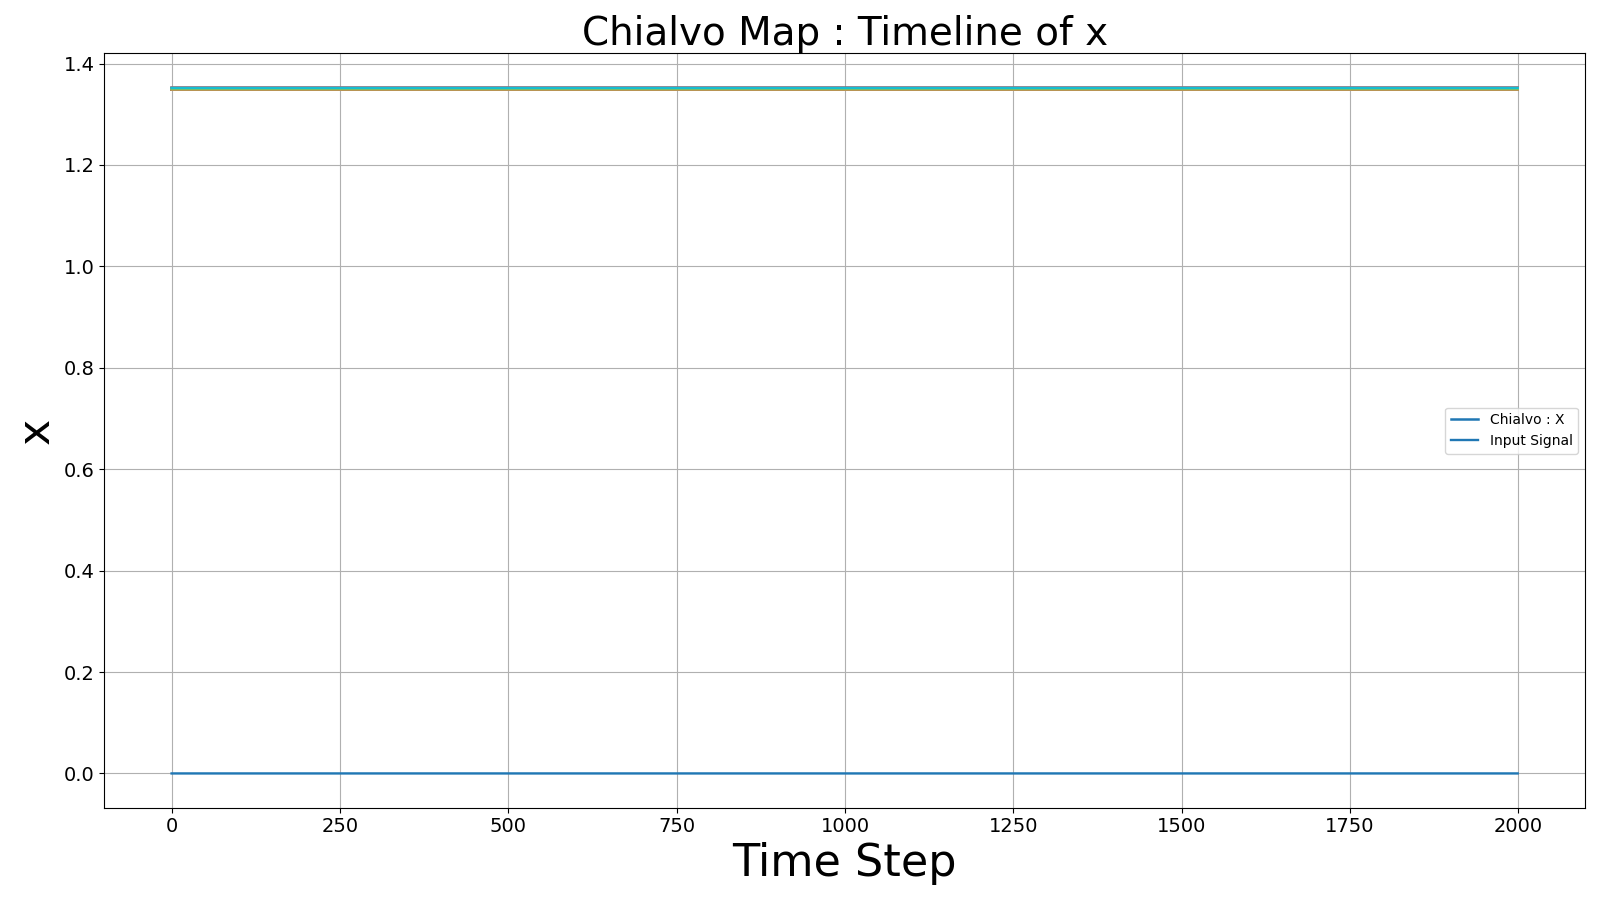 Chialvo Map : Timeline of x
1.4
1.2
1.0
0.8
0.6
0.4
0.2
0.0
x
Chialvo : X
Input Signal
0 250 500 750 1000 1250 1500 1750 2000
Time Step